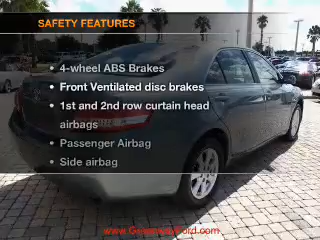 SAFETY FEATURES
• 4-wheel ABS Brakes
• Front Ventilated disc brakes
• 1st and 2nd row curtain head
airbags
• Passenger Airbag
• Side airbag
www.GreenwayFord.com